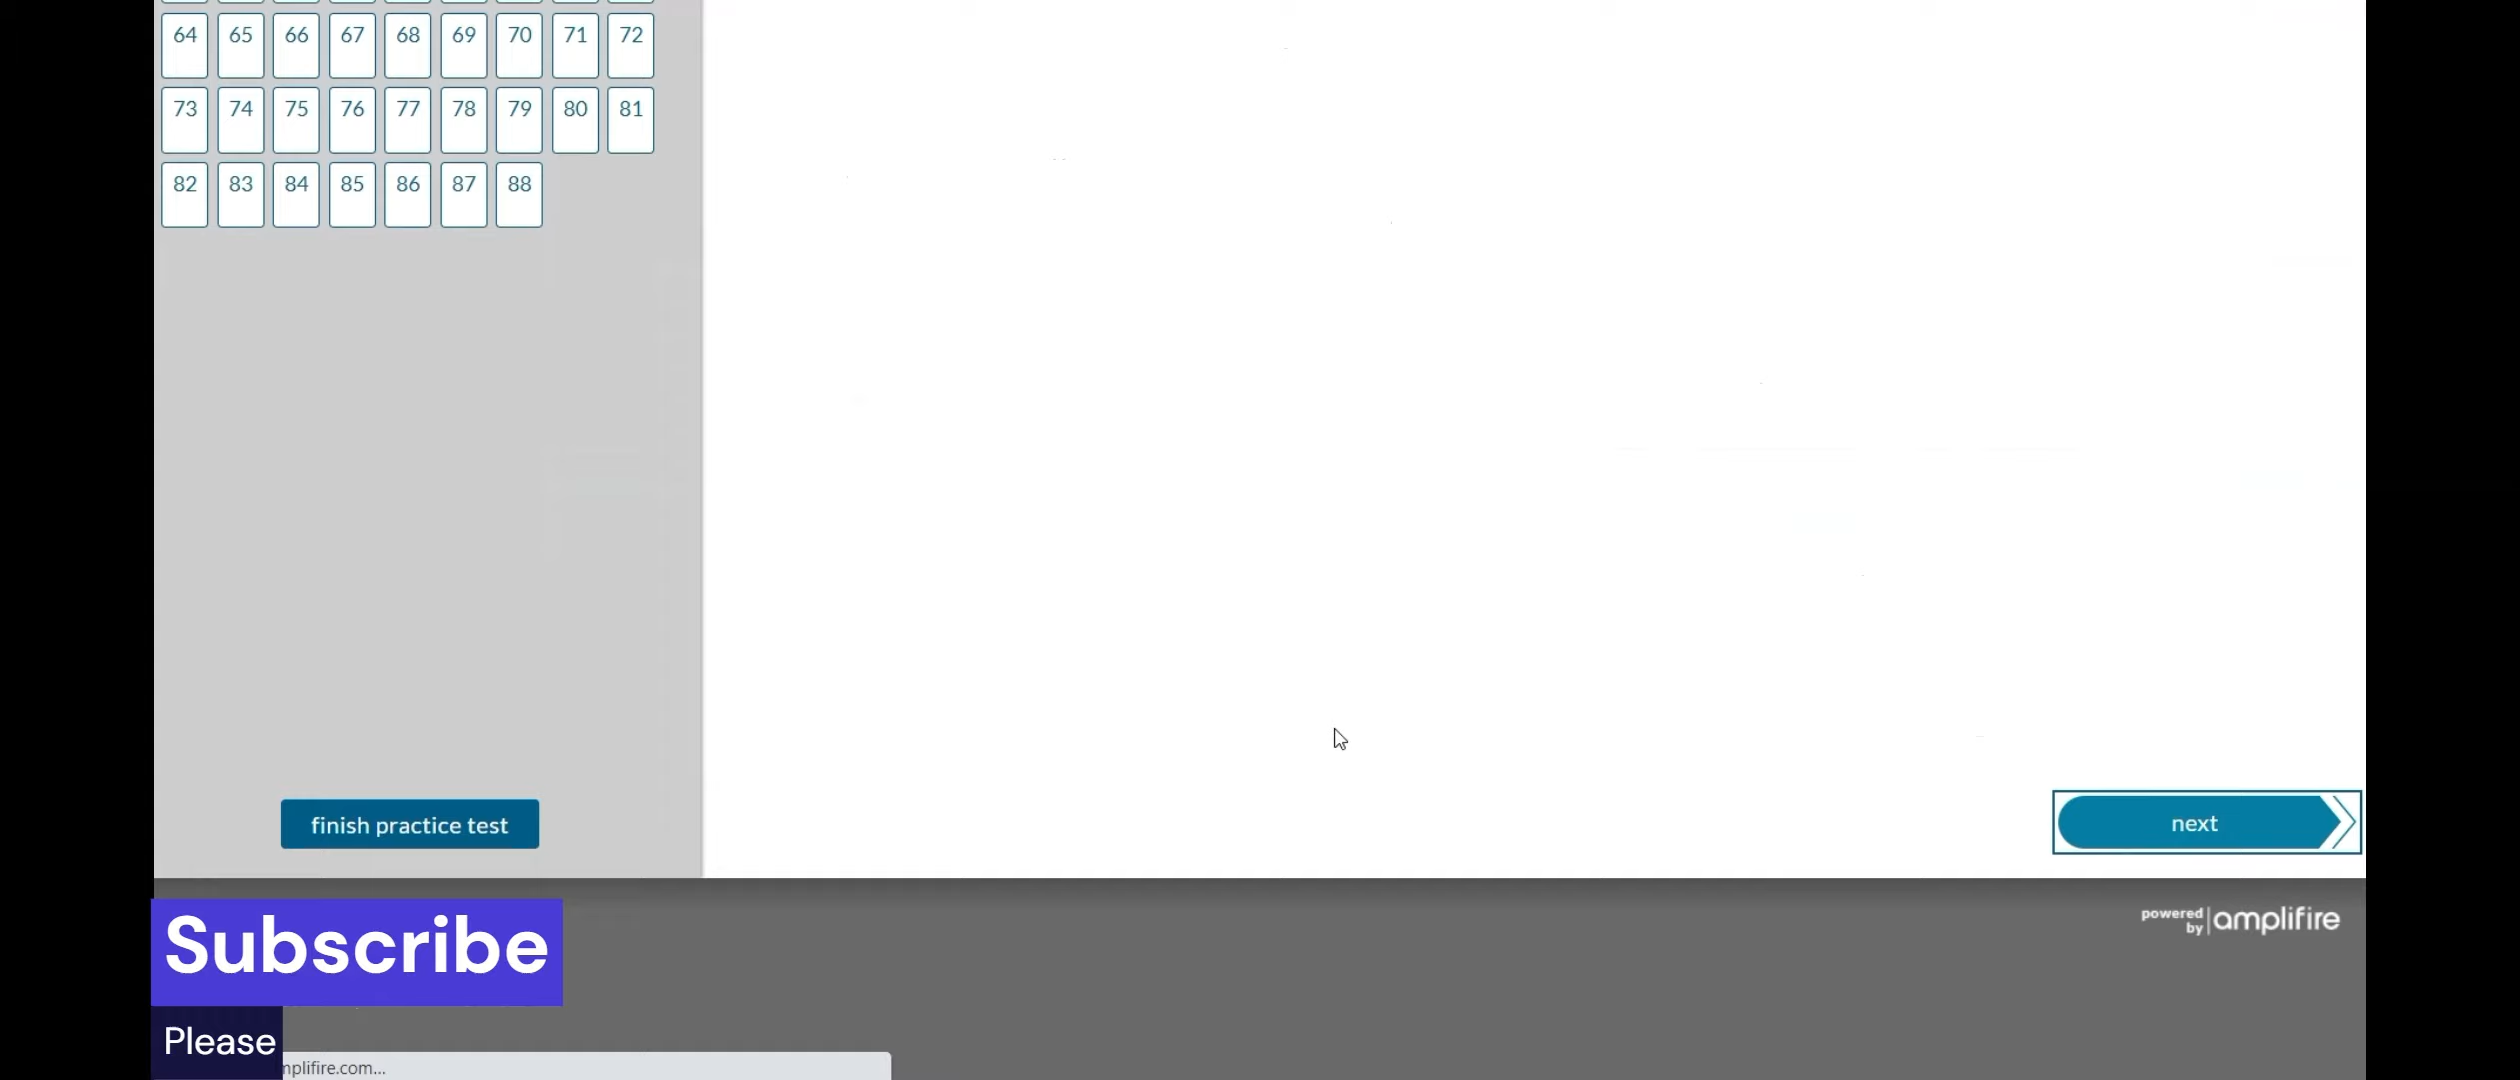 64 65 66 67 68 69 70 71 72
73 74 75 76 77 78 79 80 81
82 83 84 85 86 87 88
finish practice test
next
powered by amplifire
Subscribe
Please
mplifire.com...